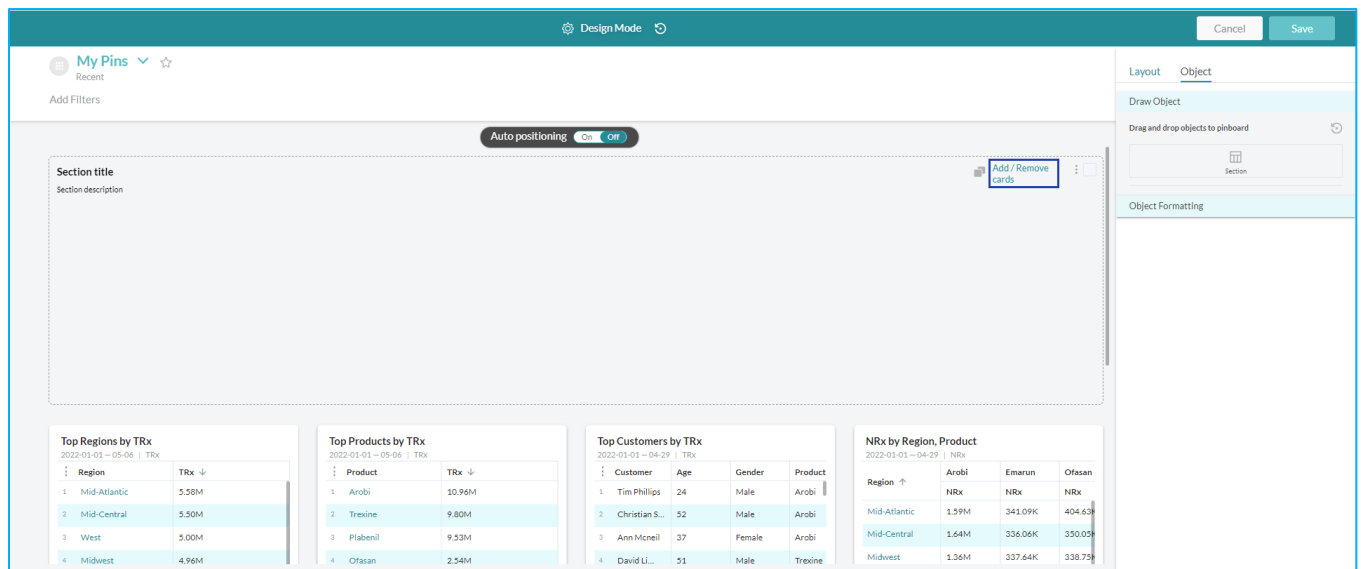 Design Mode
Cancel
Save
My Pins
Recent
Add Filters
Layout
Object
Draw Object
Drag and drop objects to pinboard
Section
Object Formatting
Auto positioning On Off
Section title
Section description
Add / Remove
cards
Top Regions by TRx
2022-01-01 — 05-06 | TRx
Region TRx ↓
1 Mid-Atlantic 5.58M
2 Mid-Central 5.50M
3 West 5.00M
4 Midwest 4.96M
Top Products by TRx
2022-01-01 — 05-06 | TRx
Product TRx ↓
1 Arobi 10.96M
2 Trexine 9.80M
3 Plabenil 9.53M
4 Ofasan 2.54M
Top Customers by TRx
2022-01-01 — 04-29 | TRx
Customer Age Gender Product
1 Tim Phillips 24 Male Arobi
2 Christian S... 52 Male Arobi
3 Ann Mcneil 37 Female Arobi
4 David Li... 51 Male Trexine
NRx by Region, Product
2022-01-01 — 04-29 | NRx
Region ↑ Arobi Emarun Ofasan
NRx NRx NRx
Mid-Atlantic 1.59M 341.09K 404.63K
Mid-Central 1.64M 336.06K 350.05K
Midwest 1.36M 337.64K 338.75K